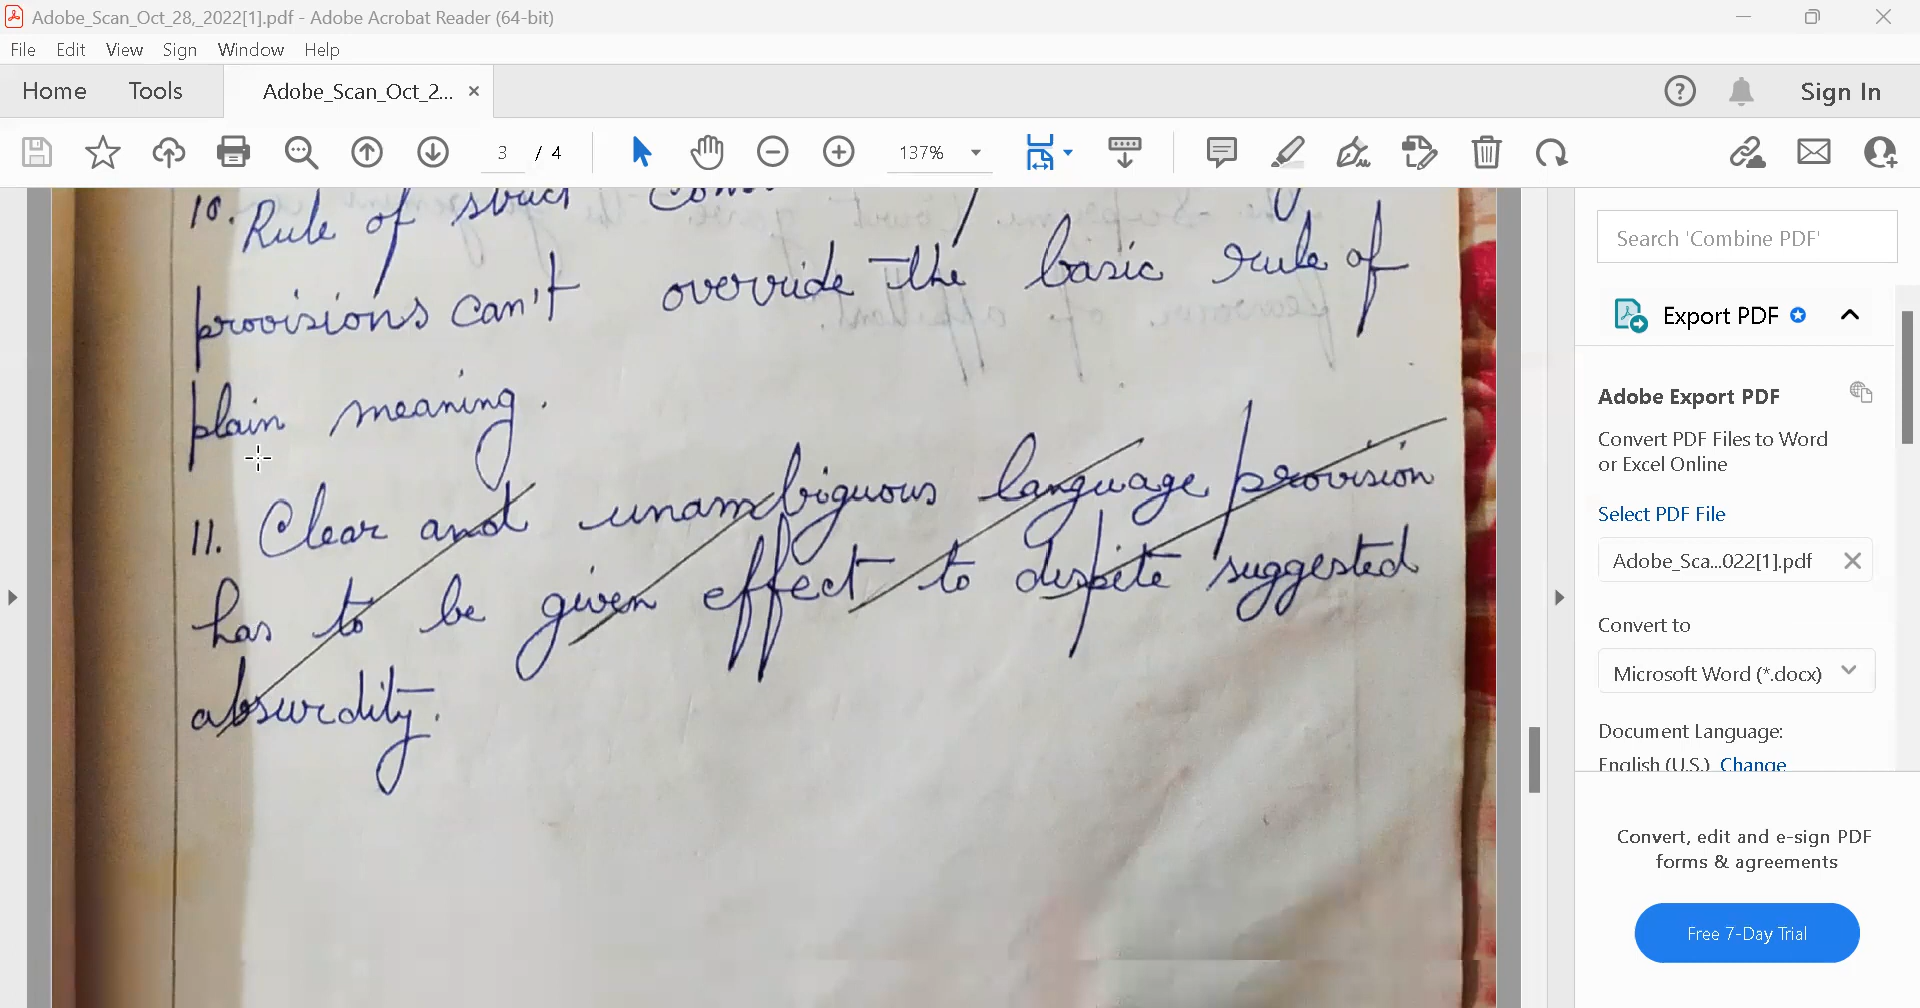 Adobe_Scan_Oct_28,_2022[1].pdf - Adobe Acrobat Reader (64-bit)
File Edit View Sign Window Help
Home Tools Adobe_Scan_Oct_2... × Sign In
3 / 4 137%
10. Rule of strict
provisions can't override the basic rule of
plain meaning.
11. Clear and unambiguous language provision
has to be given effect to despite suggested
absurdity.
Search 'Combine PDF'
Export PDF
Adobe Export PDF
Convert PDF Files to Word
or Excel Online
Select PDF File
Adobe_Sca...022[1].pdf
Convert to
Microsoft Word (*.docx)
Document Language:
English (U.S.) Change
Convert, edit and e-sign PDF
forms & agreements
Free 7-Day Trial